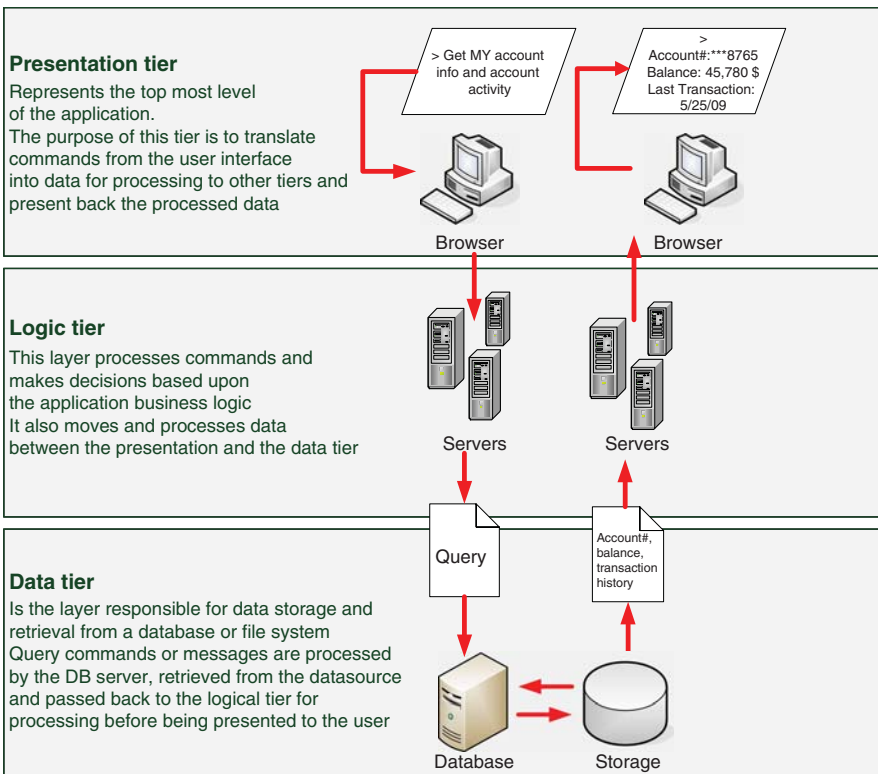 Presentation tier
Represents the top most level
of the application.
The purpose of this tier is to translate
commands from the user interface
into data for processing to other tiers and
present back the processed data
> Get MY account
info and account
activity
>
Account#:***8765
Balance: 45,780 $
Last Transaction:
5/25/09
Browser
Browser
Logic tier
This layer processes commands and
makes decisions based upon
the application business logic
It also moves and processes data
between the presentation and the data tier
Servers
Servers
Data tier
Is the layer responsible for data storage and
retrieval from a database or file system
Query commands or messages are processed
by the DB server, retrieved from the datasource
and passed back to the logical tier for
processing before being presented to the user
Query
Account#,
balance,
transaction
history
Database
Storage